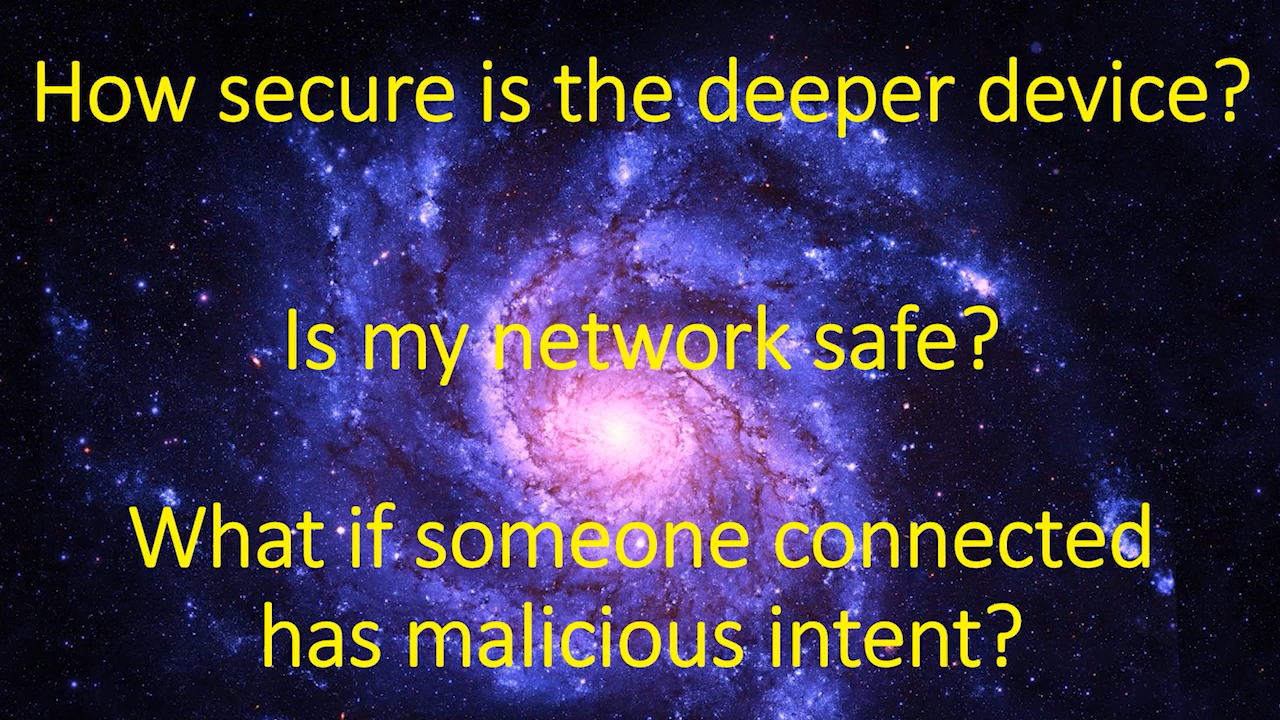 How secure is the deeper device?
Is my network safe?
What if someone connected
has malicious intent?